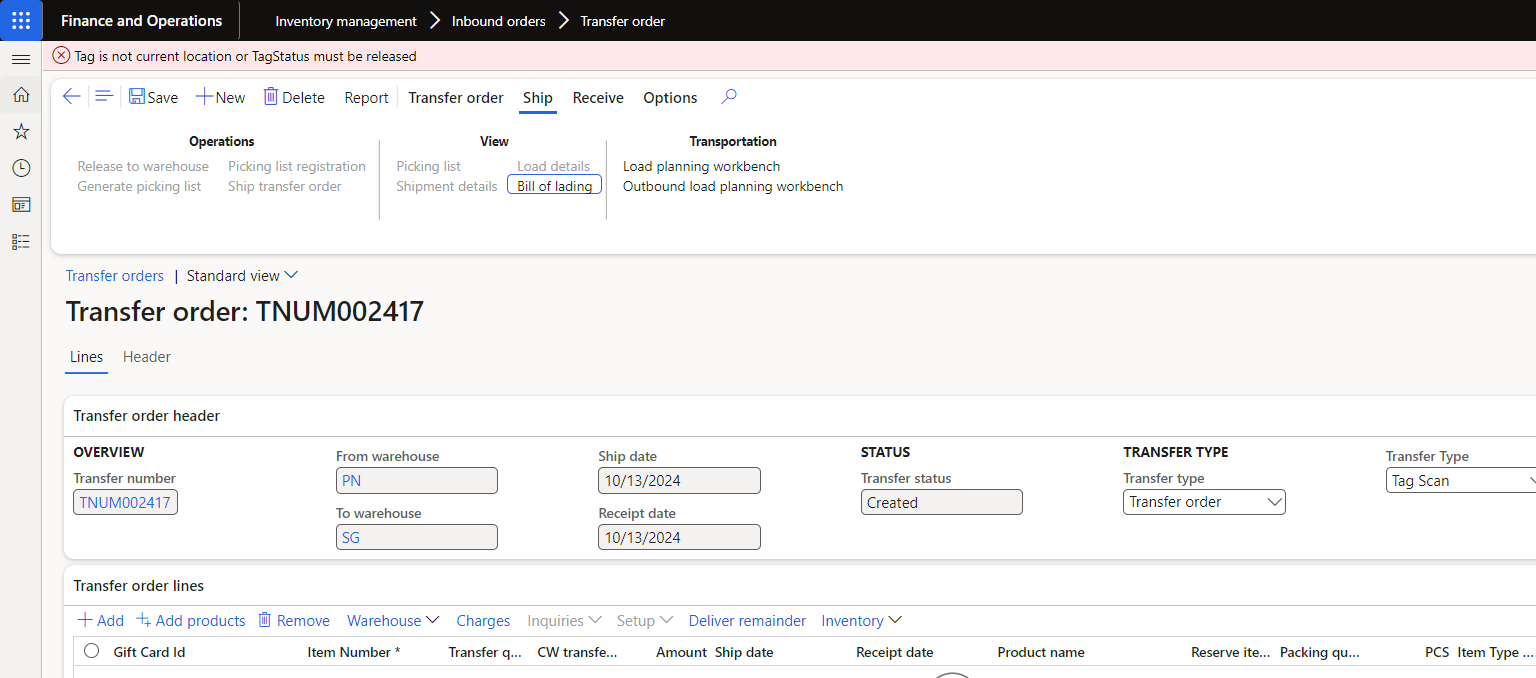 Finance and Operations
Inventory management
Inbound orders
Transfer order
Tag is not current location or TagStatus must be released
Save
New
Delete
Report
Transfer order
Ship
Receive
Options
Operations
Release to warehouse
Picking list registration
Generate picking list
Ship transfer order
View
Picking list
Load details
Shipment details
Bill of lading
Transportation
Load planning workbench
Outbound load planning workbench
Transfer orders | Standard view
Transfer order: TNUM002417
Lines
Header
Transfer order header
OVERVIEW
Transfer number
TNUM002417
From warehouse
PN
To warehouse
SG
Ship date
10/13/2024
Receipt date
10/13/2024
STATUS
Transfer status
Created
TRANSFER TYPE
Transfer type
Transfer order
Transfer Type
Tag Scan
Transfer order lines
Add
Add products
Remove
Warehouse
Charges
Inquiries
Setup
Deliver remainder
Inventory
Gift Card Id
Item Number *
Transfer q...
CW transfe...
Amount
Ship date
Receipt date
Product name
Reserve ite...
Packing qu...
PCS
Item Type ...